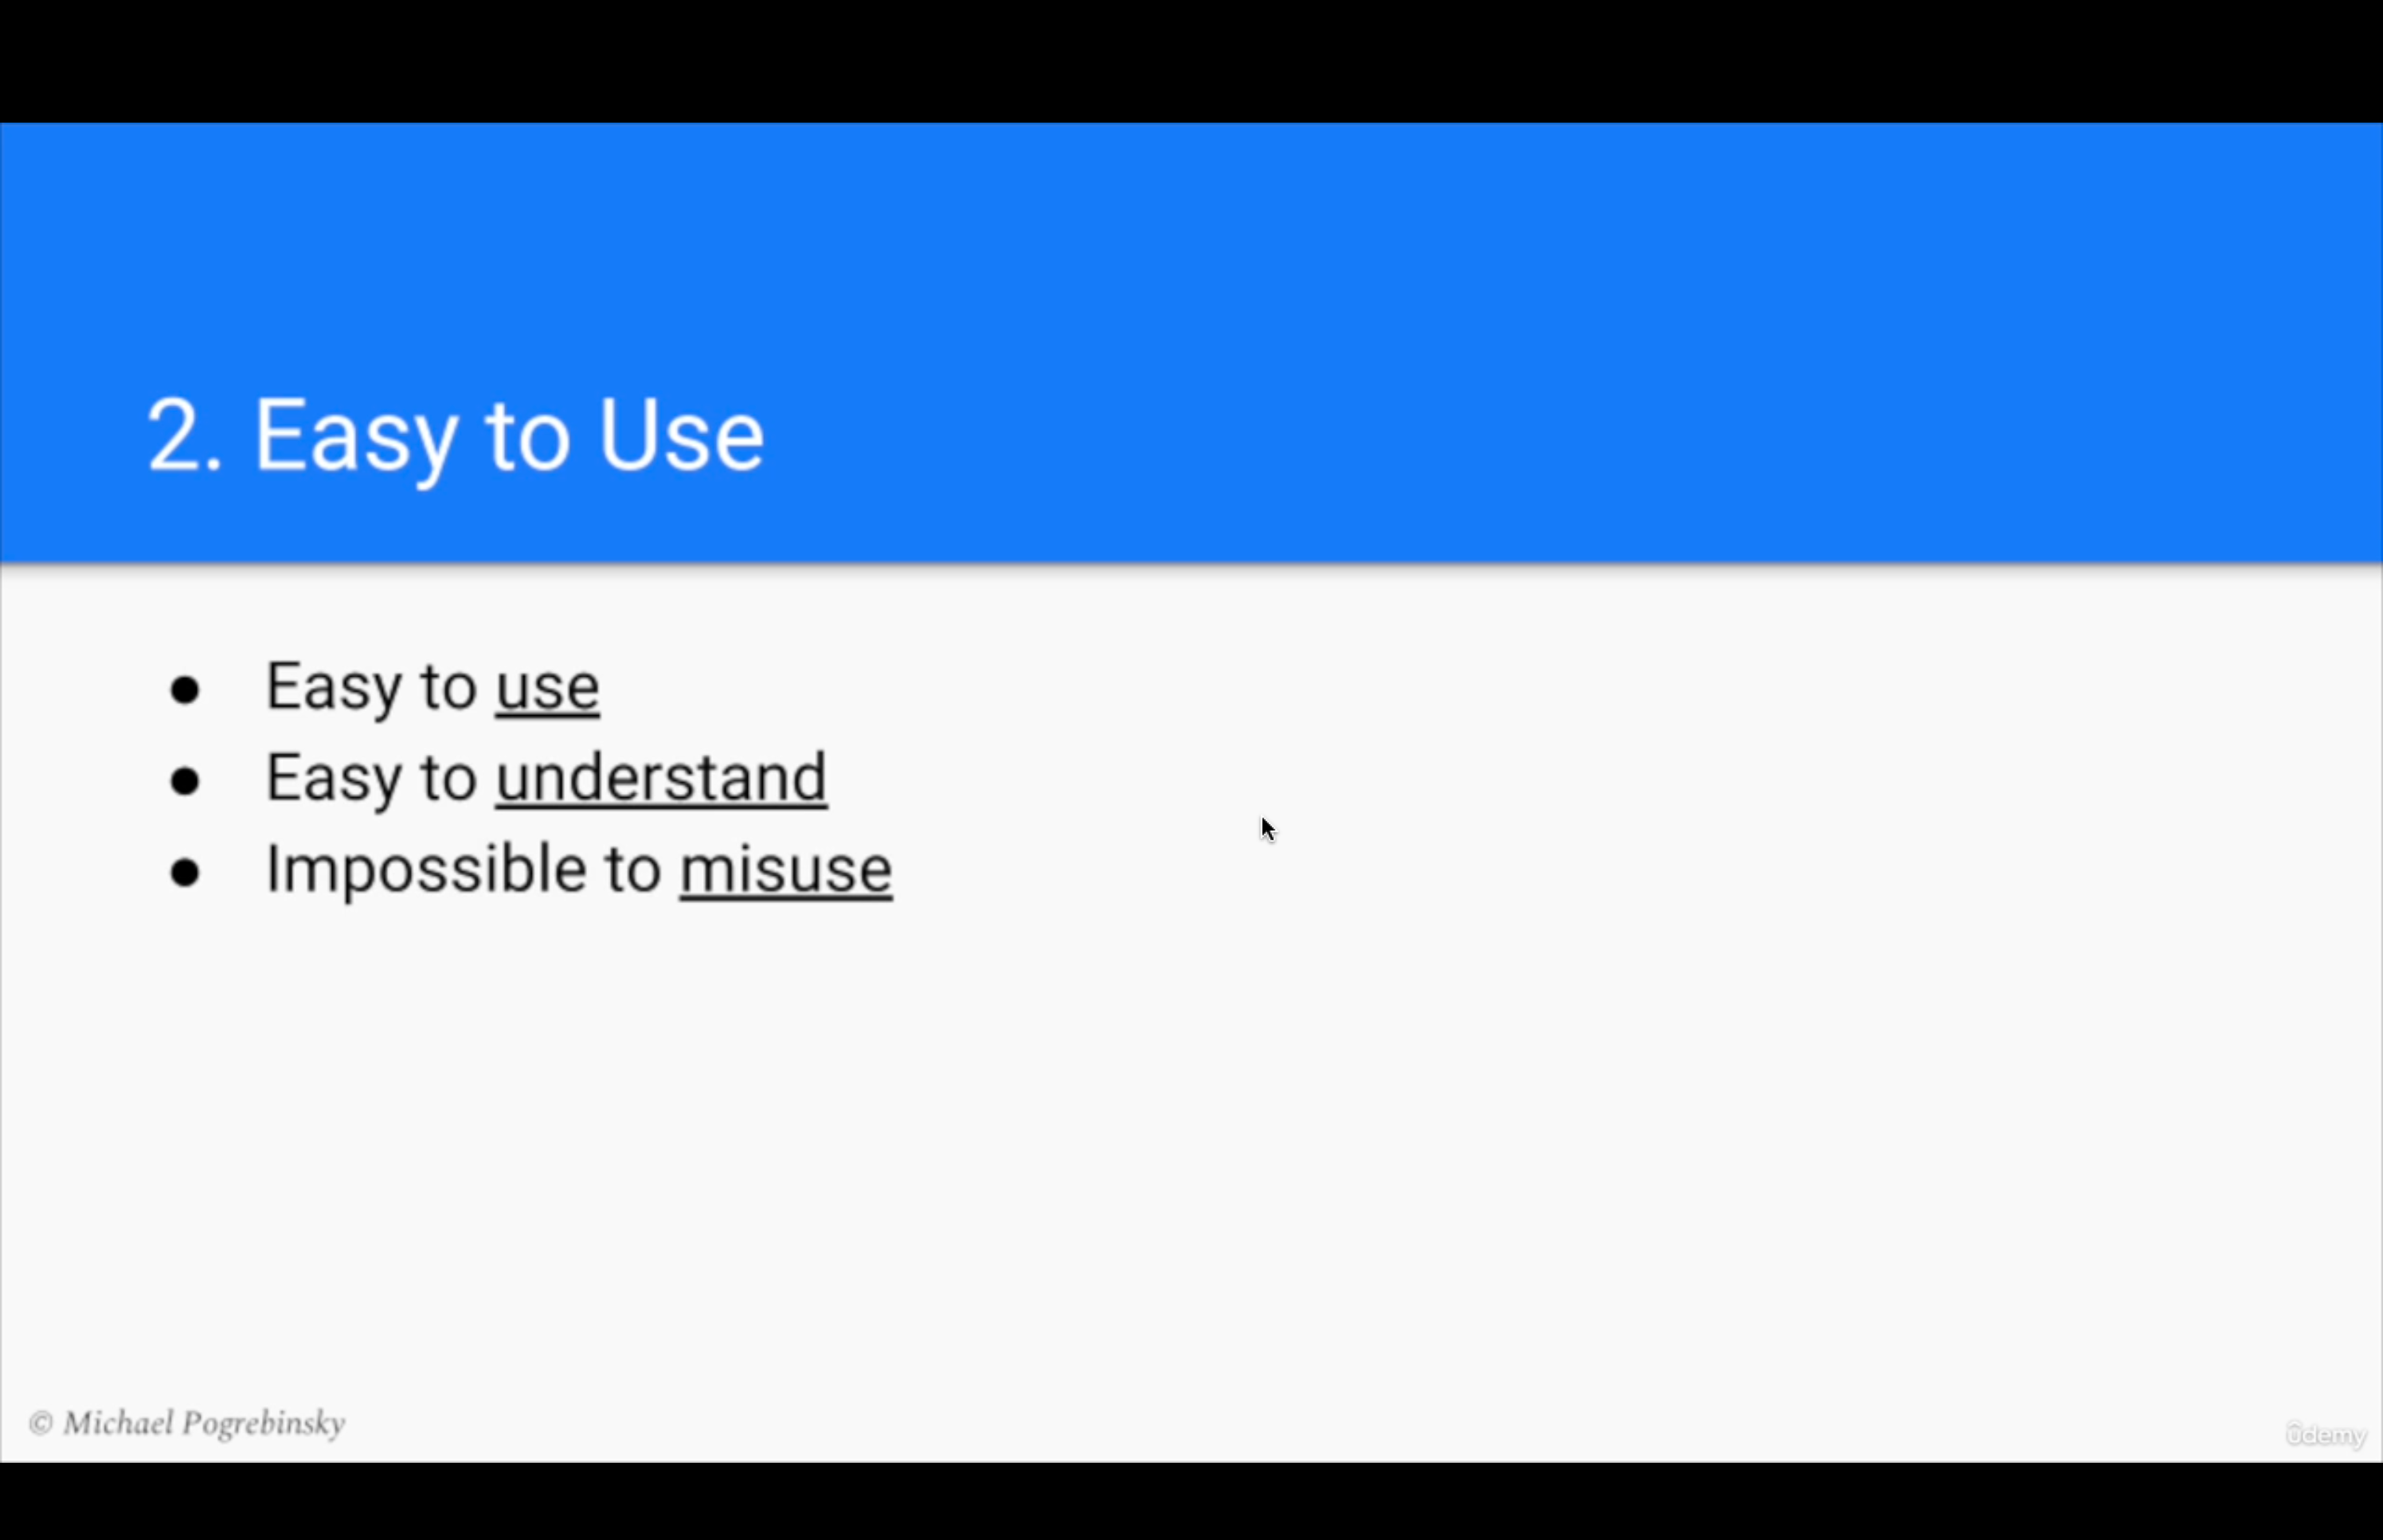 2. Easy to Use
● Easy to use
● Easy to understand
● Impossible to misuse
© Michael Pogrebinsky
ûdemy